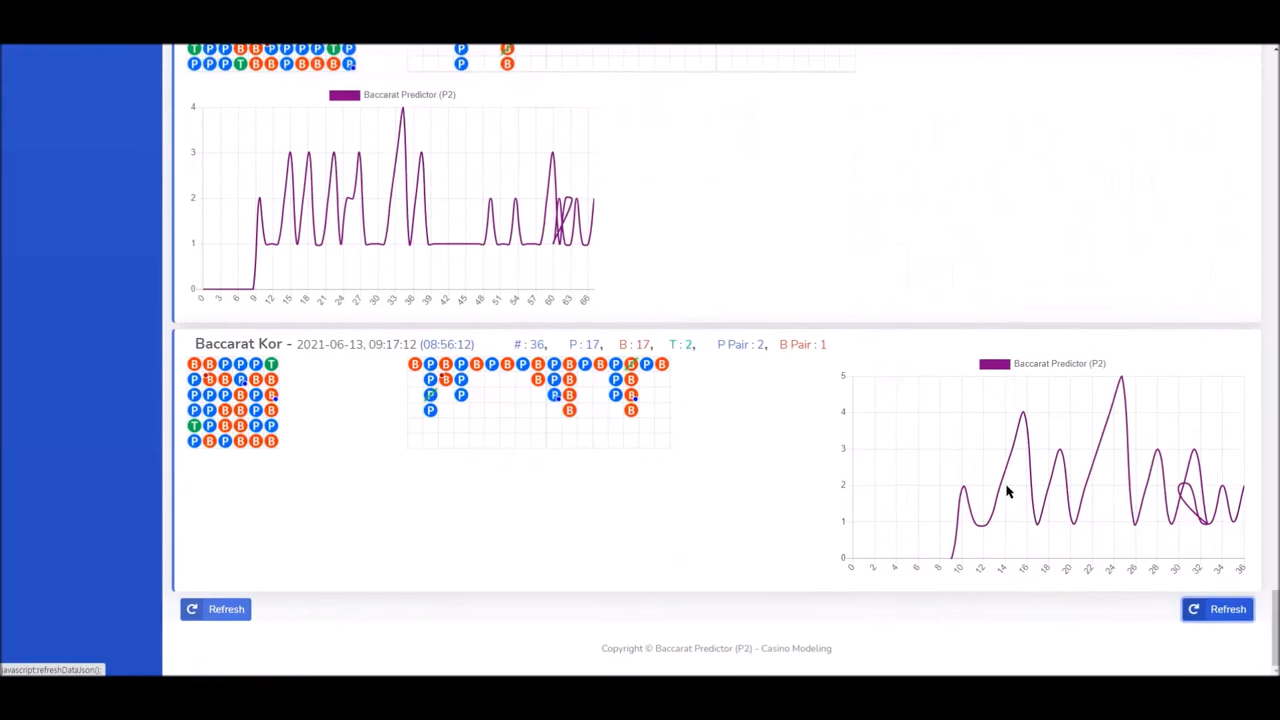 T P P B B P P P P T P
P
B
P P P T B B P B B B P
P
B
Baccarat Predictor (P2)
4
3
2
1
0
0 3 6 9 12 15 18 21 24 27 30 33 36 39 42 45 48 51 54 57 60 63 66
Baccarat Kor - 2021-06-13, 09:17:12 (08:56:12) # : 36, P : 17, B : 17, T : 2, P Pair : 2, B Pair : 1
B B P P P T
P B B P B B
P P P B P B
P P B B P B
T P B B P P
P B P B B B
B P B P B P B P B P B P B P B P B
P B P B P B P B
P P P P B
P B B
Baccarat Predictor (P2)
5
4
3
2
1
0
0 2 4 6 8 10 12 14 16 18 20 22 24 26 28 30 32 34 36
Refresh
Refresh
Copyright © Baccarat Predictor (P2) - Casino Modeling
javascript:refreshDataJson();